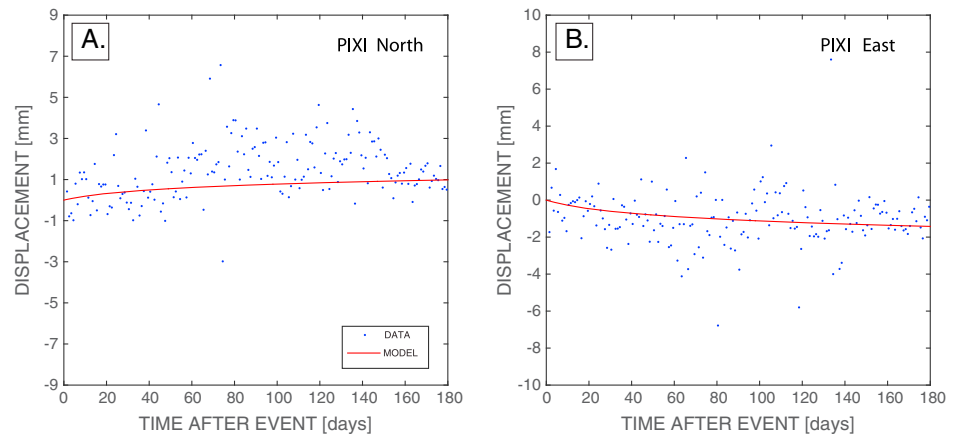 A.
PIXI North
DISPLACEMENT [mm]
9
7
5
3
1
-1
-3
-5
-7
-9
DATA
MODEL
0 20 40 60 80 100 120 140 160 180
TIME AFTER EVENT [days]
B.
PIXI East
DISPLACEMENT [mm]
10
8
6
4
2
0
-2
-4
-6
-8
-10
0 20 40 60 80 100 120 140 160 180
TIME AFTER EVENT [days]